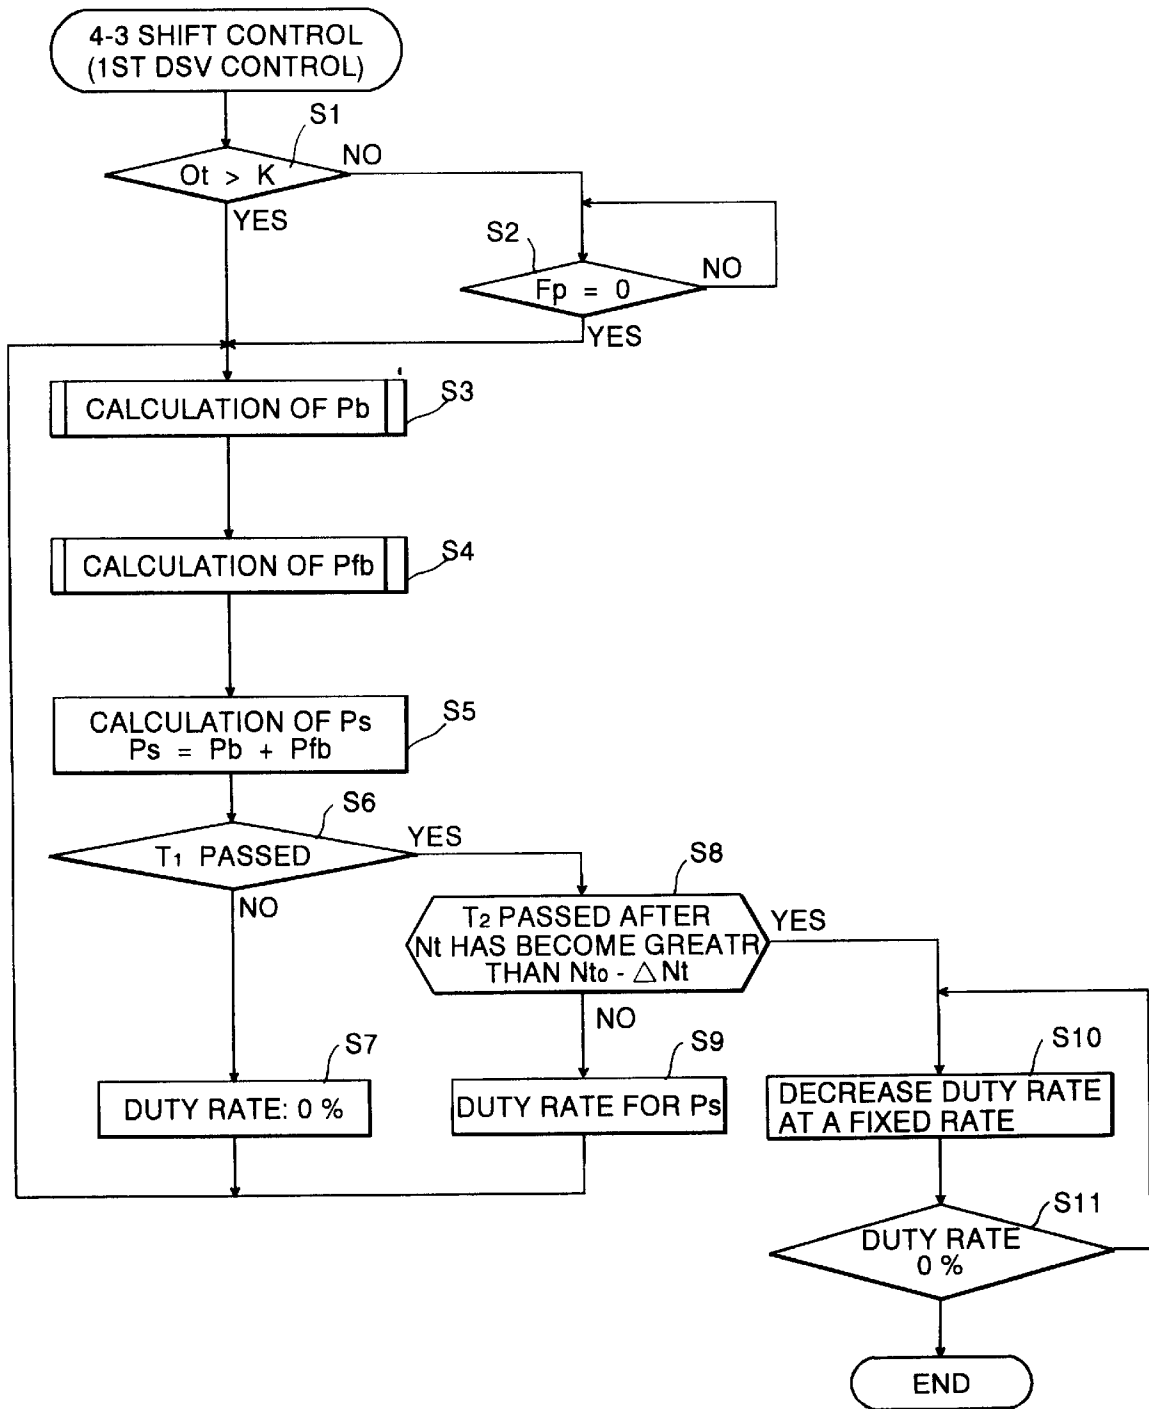 4-3 SHIFT CONTROL
(1ST DSV CONTROL)
S1
Ot > K
NO
YES
S2
Fp = 0
NO
YES
CALCULATION OF Pb
S3
CALCULATION OF Pfb
S4
CALCULATION OF Ps
Ps = Pb + Pfb
S5
S6
T1 PASSED
YES
NO
S8
T2 PASSED AFTER
Nt HAS BECOME GREATR
THAN Nto - △Nt
YES
NO
S7
DUTY RATE: 0 %
S9
DUTY RATE FOR Ps
S10
DECREASE DUTY RATE
AT A FIXED RATE
S11
DUTY RATE
0 %
END